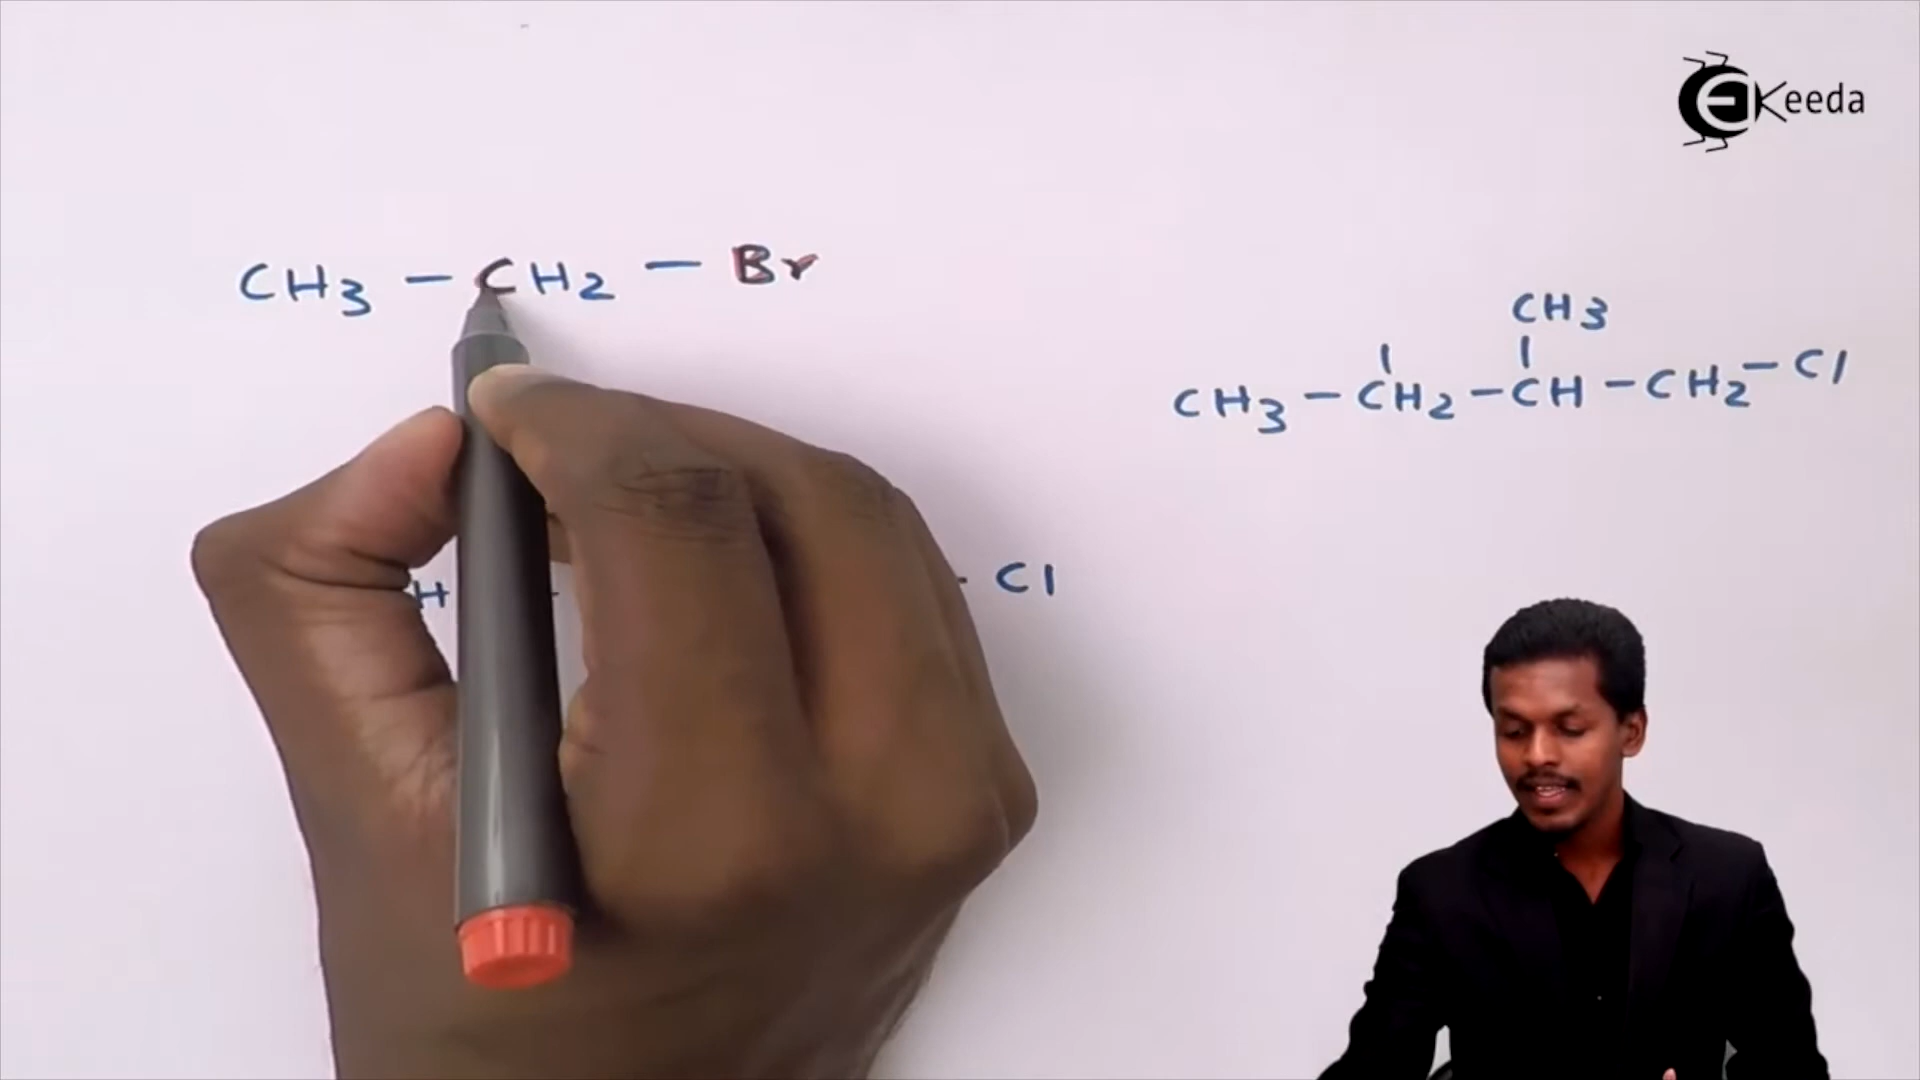 Keeda
CH3 - CH2 - Br
CH3
CH3 - CH2 - CH - CH2 - Cl
H - Cl